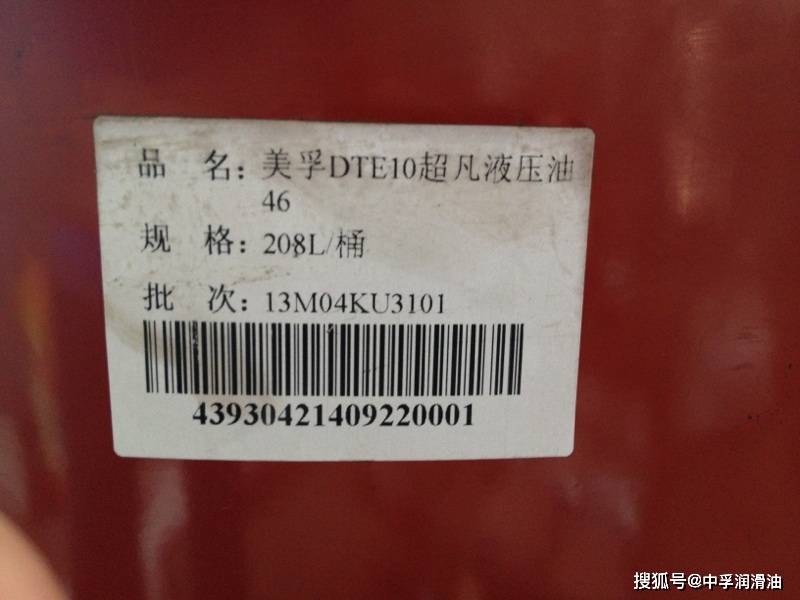 品 名：美孚DTE10超凡液压油
46
规 格：208L/桶
批 次：13M04KU3101
43930421409220001
搜狐号@中孚润滑油